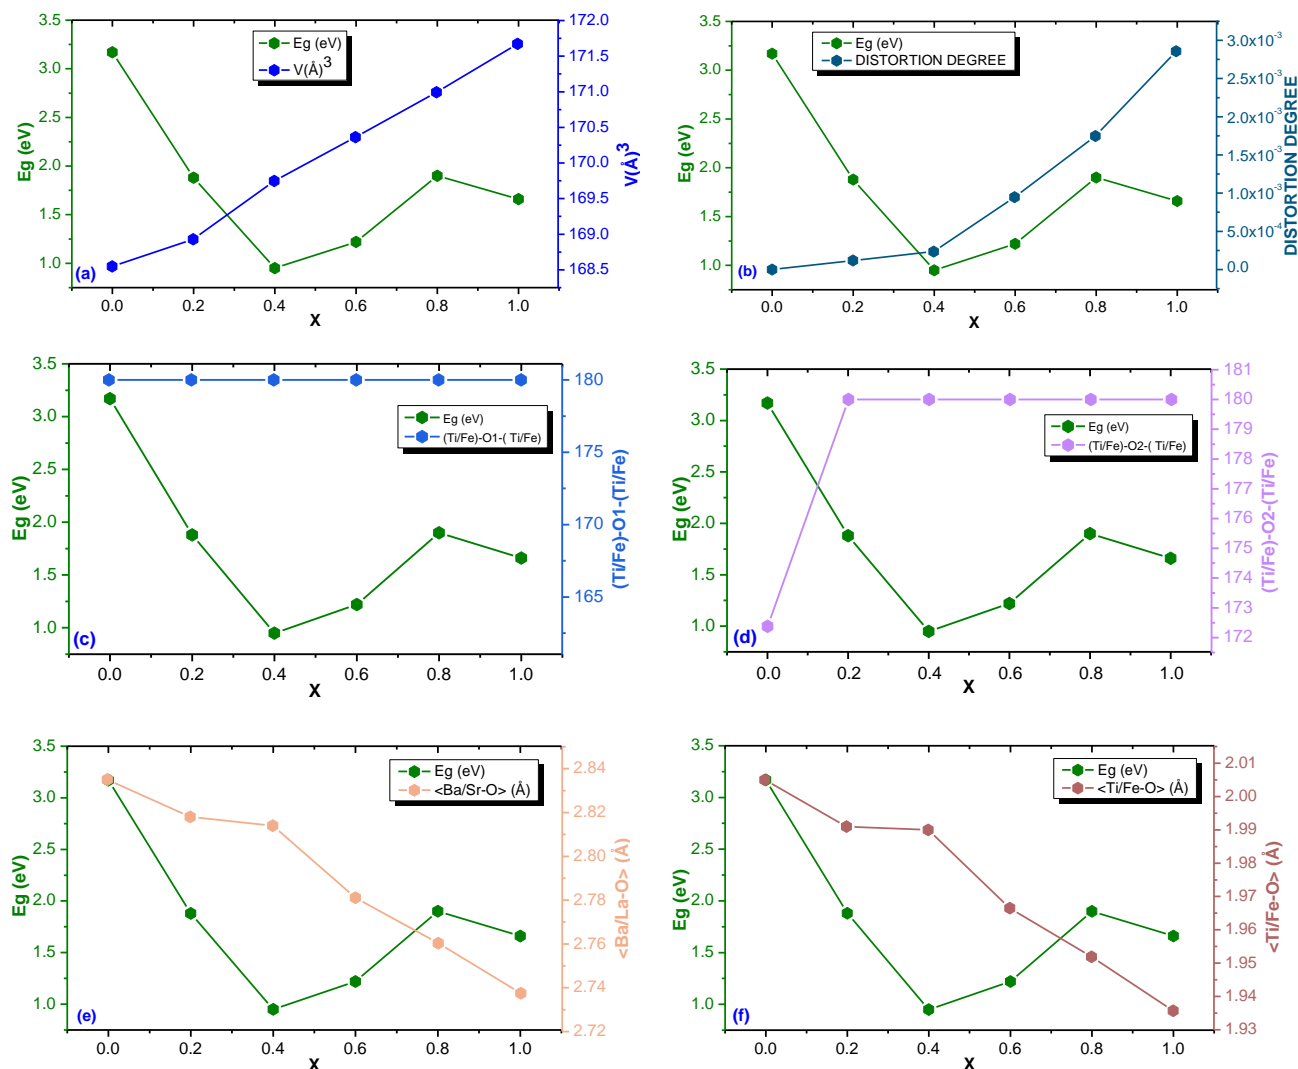 3.5
3.0
2.5
2.0
1.5
1.0
Eg (eV)
Eg (eV)
V(Å)3
172.0
171.5
171.0
170.5
170.0
169.5
169.0
168.5
V(Å)3
(a)
0.0 0.2 0.4 0.6 0.8 1.0
X
3.5
3.0
2.5
2.0
1.5
1.0
Eg (eV)
Eg (eV)
DISTORTION DEGREE
3.0x10-3
2.5x10-3
2.0x10-3
1.5x10-3
1.0x10-3
5.0x10-4
0.0
DISTORTION DEGREE
(b)
0.0 0.2 0.4 0.6 0.8 1.0
X
3.5
3.0
2.5
2.0
1.5
1.0
Eg (eV)
Eg (eV)
(Ti/Fe)-O1-( Ti/Fe)
180
175
170
165
(Ti/Fe)-O1-(Ti/Fe)
(c)
0.0 0.2 0.4 0.6 0.8 1.0
X
3.5
3.0
2.5
2.0
1.5
1.0
Eg (eV)
Eg (eV)
(Ti/Fe)-O2-( Ti/Fe)
181
180
179
178
177
176
175
174
173
172
(Ti/Fe)-O2-(Ti/Fe)
(d)
0.0 0.2 0.4 0.6 0.8 1.0
X
3.5
3.0
2.5
2.0
1.5
1.0
Eg (eV)
Eg (eV)
<Ba/Sr-O> (Å)
2.84
2.82
2.80
2.78
2.76
2.74
2.72
<Ba/La-O> (Å)
(e)
0.0 0.2 0.4 0.6 0.8 1.0
X
3.5
3.0
2.5
2.0
1.5
1.0
Eg (eV)
Eg (eV)
<Ti/Fe-O> (Å)
2.01
2.00
1.99
1.98
1.97
1.96
1.95
1.94
1.93
<Ti/Fe-O> (Å)
(f)
0.0 0.2 0.4 0.6 0.8 1.0
X